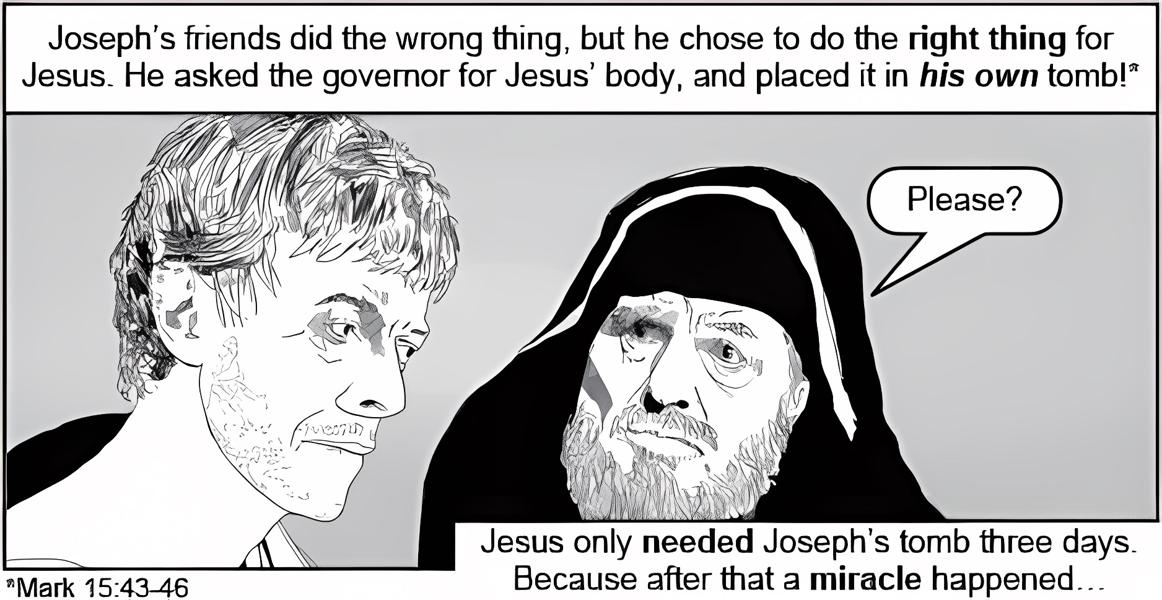 Joseph's friends did the wrong thing, but he chose to do the right thing for
Jesus. He asked the governor for Jesus' body, and placed it in his own tomb!*
Please?
Jesus only needed Joseph's tomb three days.
Because after that a miracle happened...
*Mark 15:43-46